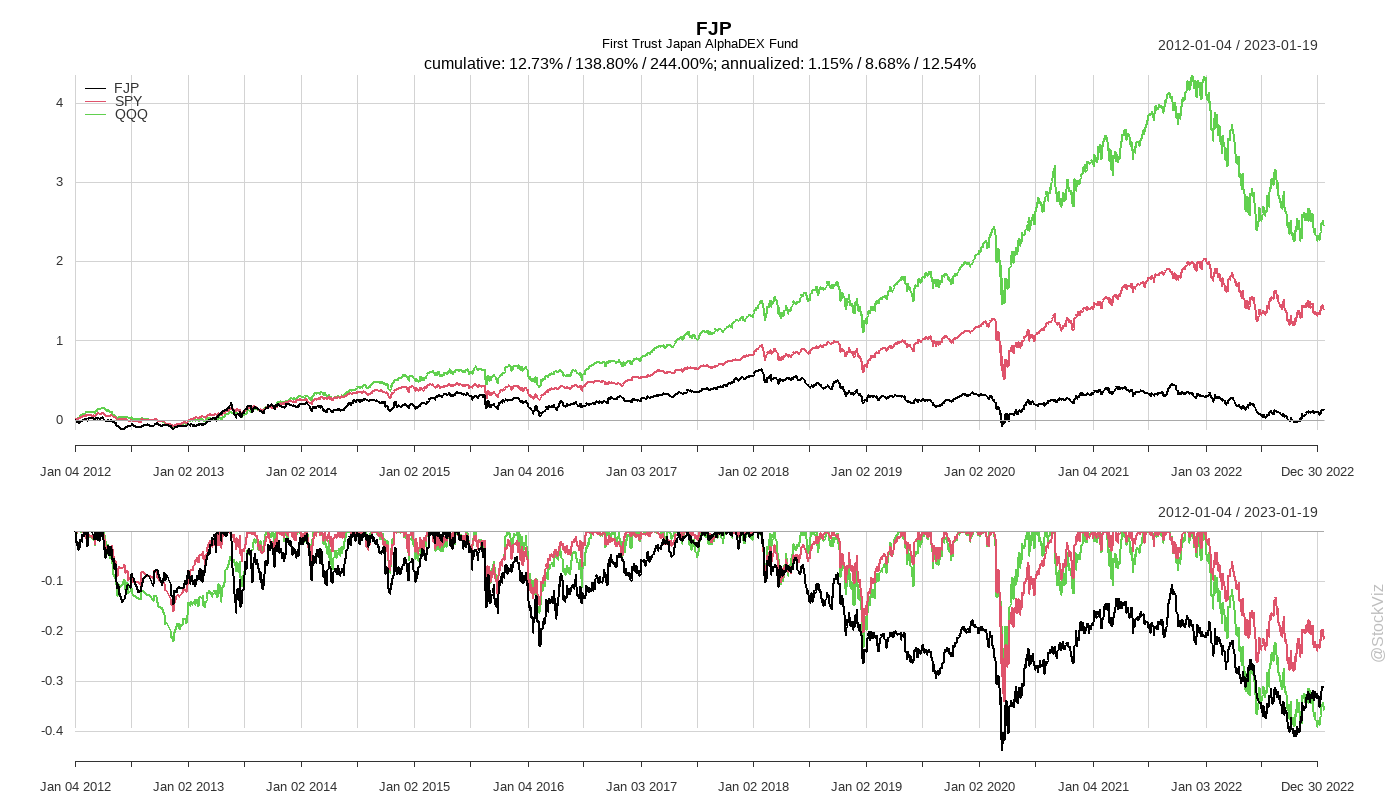 FJP
First Trust Japan AlphaDEX Fund
2012-01-04 / 2023-01-19
cumulative: 12.73% / 138.80% / 244.00%; annualized: 1.15% / 8.68% / 12.54%
FJP
SPY
QQQ
4
3
2
1
0
Jan 04 2012 Jan 02 2013 Jan 02 2014 Jan 02 2015 Jan 04 2016 Jan 03 2017 Jan 02 2018 Jan 02 2019 Jan 02 2020 Jan 04 2021 Jan 03 2022 Dec 30 2022
2012-01-04 / 2023-01-19
-0.1
-0.2
-0.3
-0.4
Jan 04 2012 Jan 02 2013 Jan 02 2014 Jan 02 2015 Jan 04 2016 Jan 03 2017 Jan 02 2018 Jan 02 2019 Jan 02 2020 Jan 04 2021 Jan 03 2022 Dec 30 2022
@StockViz